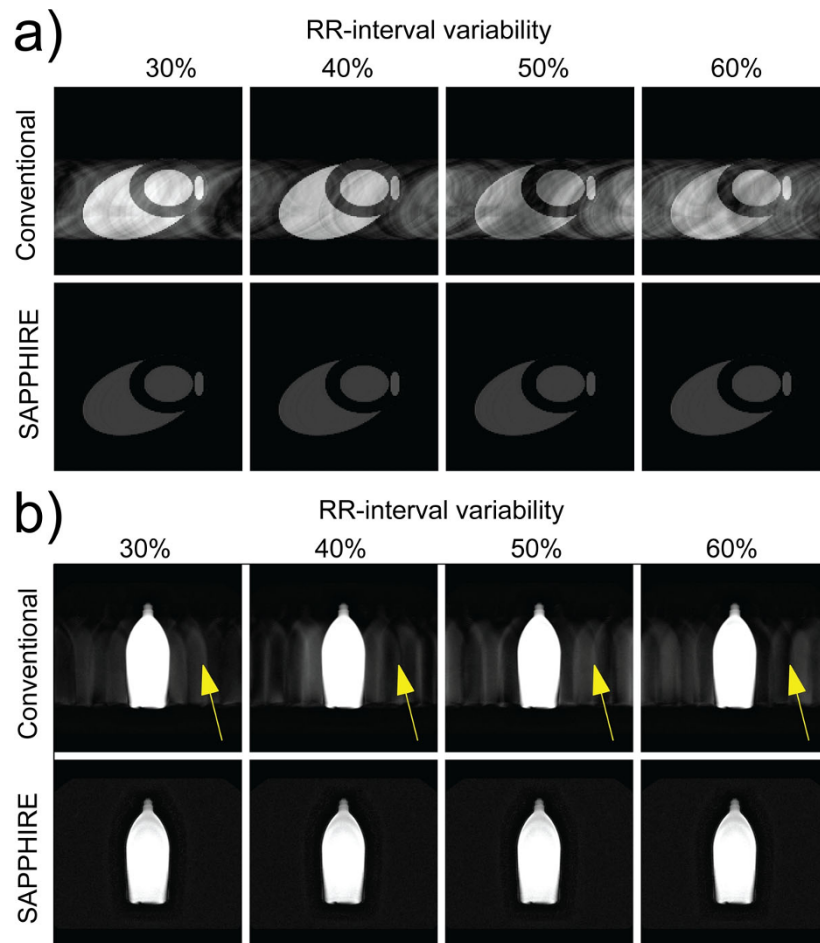 a)
RR-interval variability
30% 40% 50% 60%
Conventional
SAPPHIRE
b)
RR-interval variability
30% 40% 50% 60%
Conventional
SAPPHIRE